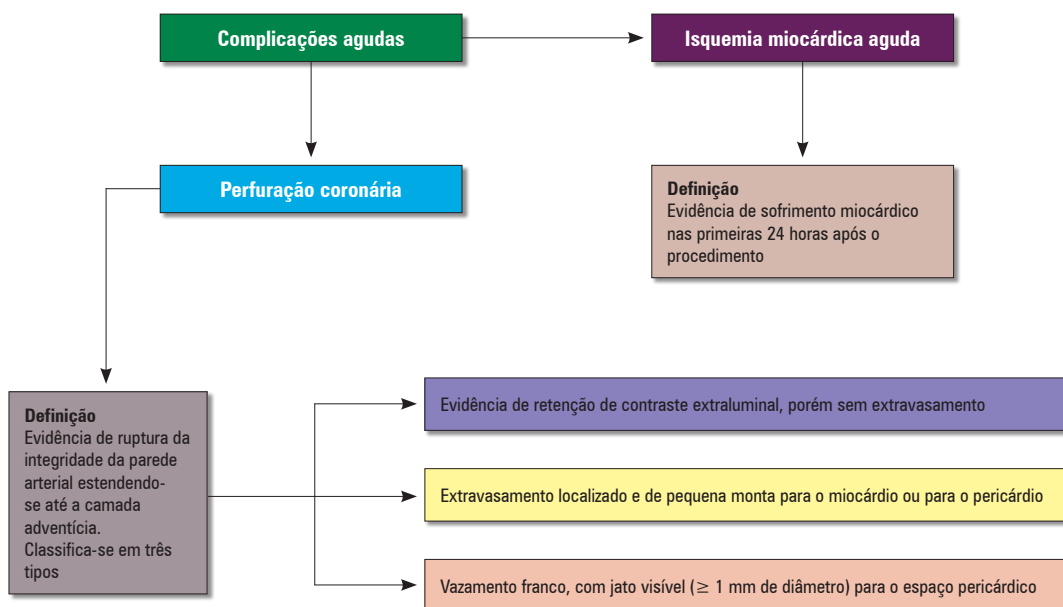 Complicações agudas
Isquemia miocárdica aguda
Perfuração coronária
Definição
Evidência de sofrimento miocárdico
nas primeiras 24 horas após o
procedimento
Definição
Evidência de ruptura da
integridade da parede
arterial estendendo-
se até a camada
adventícia.
Classifica-se em três
tipos
Evidência de retenção de contraste extraluminal, porém sem extravasamento
Extravasamento localizado e de pequena monta para o miocárdio ou para o pericárdio
Vazamento franco, com jato visível (≥ 1 mm de diâmetro) para o espaço pericárdico